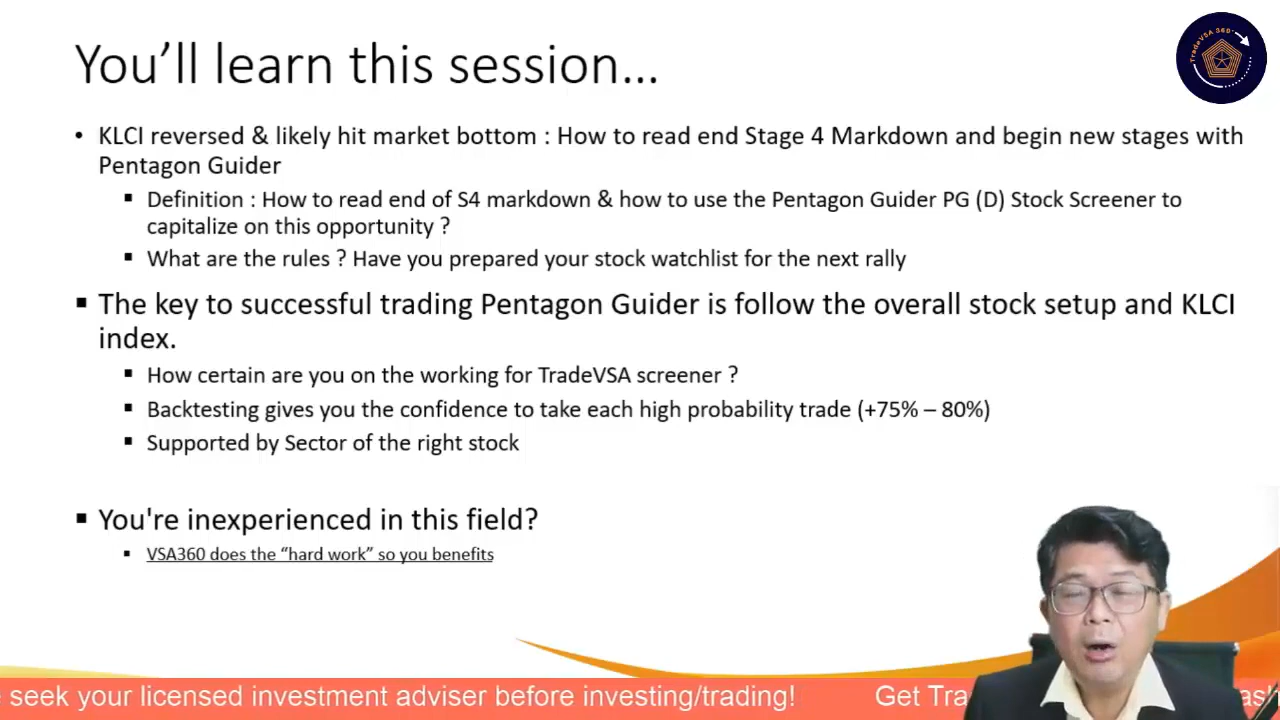 You'll learn this session...
TradeVSA 360°
• KLCI reversed & likely hit market bottom : How to read end Stage 4 Markdown and begin new stages with
Pentagon Guider
▪ Definition : How to read end of S4 markdown & how to use the Pentagon Guider PG (D) Stock Screener to
capitalize on this opportunity ?
▪ What are the rules ? Have you prepared your stock watchlist for the next rally
▪ The key to successful trading Pentagon Guider is follow the overall stock setup and KLCI
index.
▪ How certain are you on the working for TradeVSA screener ?
▪ Backtesting gives you the confidence to take each high probability trade (+75% – 80%)
▪ Supported by Sector of the right stock
▪ You're inexperienced in this field?
▪ VSA360 does the “hard work” so you benefits
seek your licensed investment adviser before investing/trading! Get